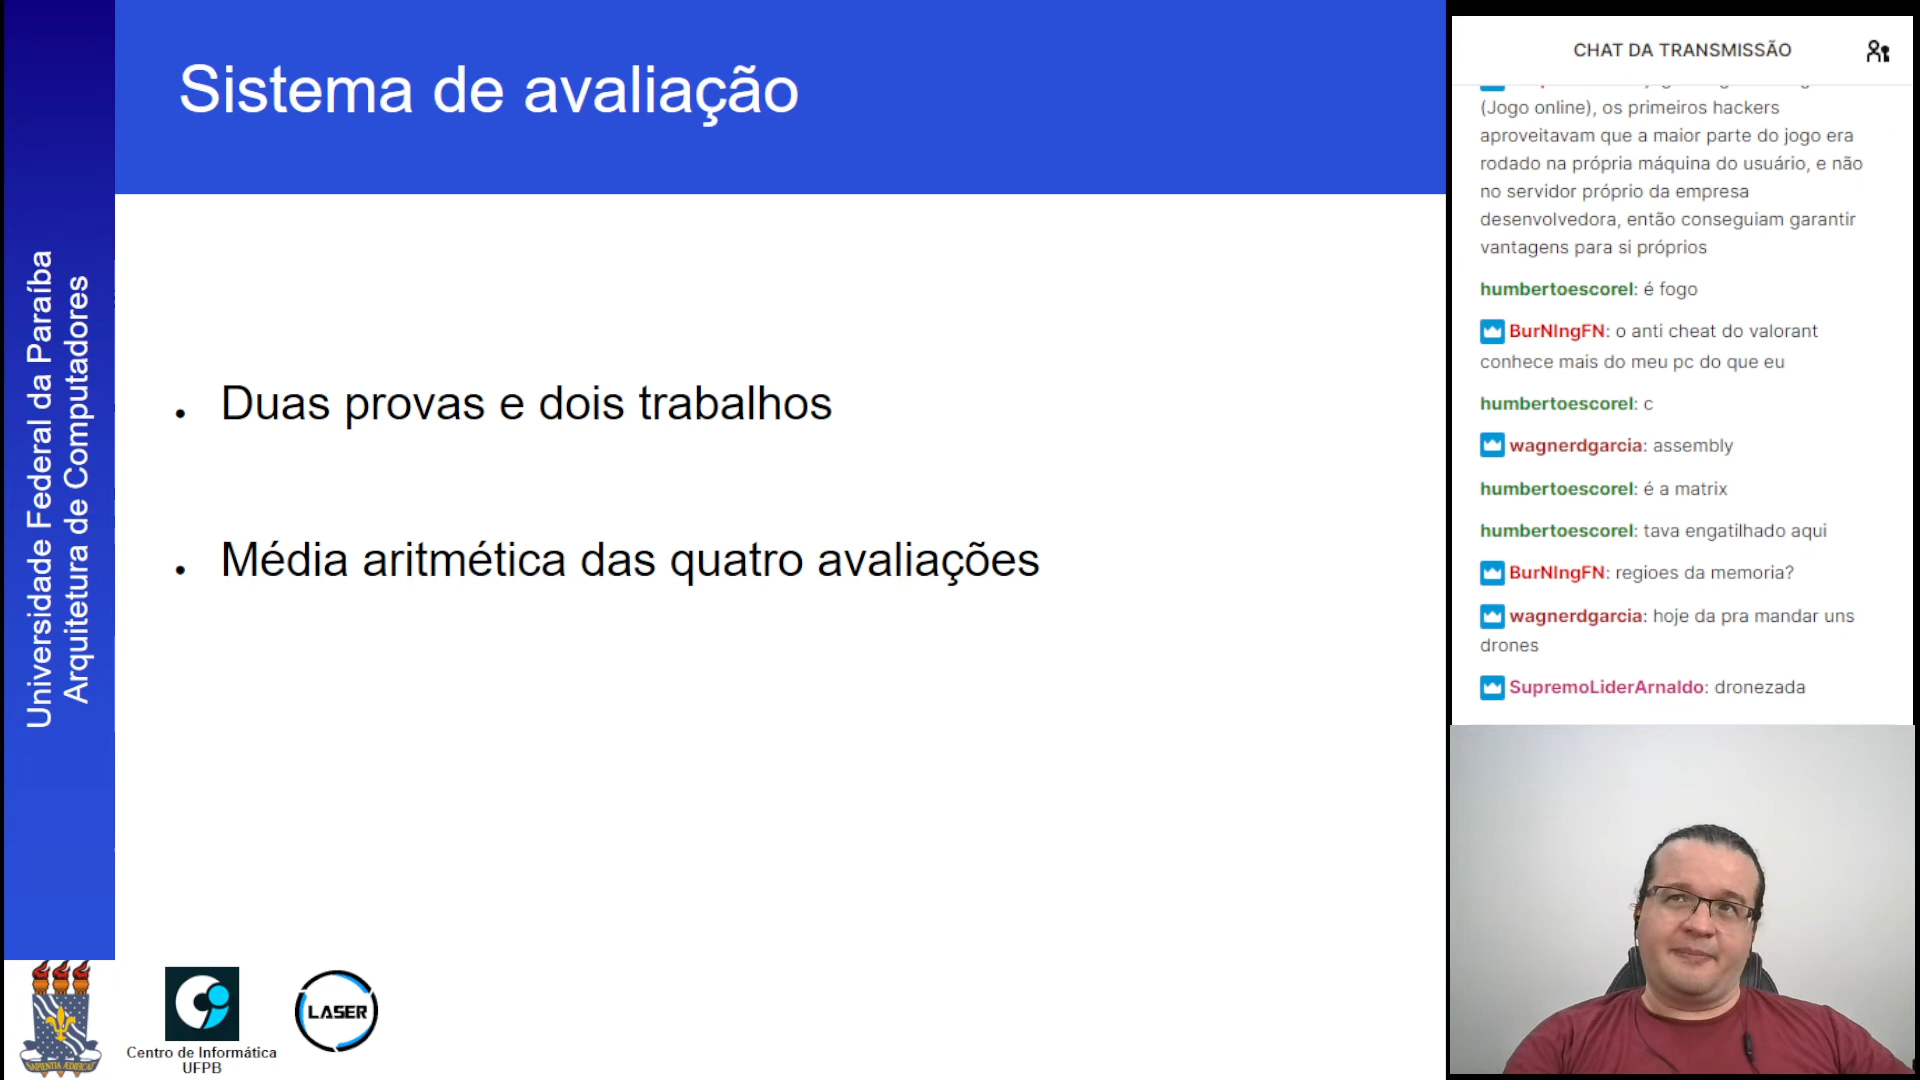 Sistema de avaliação
Universidade Federal da Paraíba
Arquitetura de Computadores
• Duas provas e dois trabalhos
• Média aritmética das quatro avaliações
Centro de Informática
UFPB
LASER
CHAT DA TRANSMISSÃO
(Jogo online), os primeiros hackers
aproveitavam que a maior parte do jogo era
rodado na própria máquina do usuário, e não
no servidor próprio da empresa
desenvolvedora, então conseguiam garantir
vantagens para si próprios
humbertoescorel: é fogo
BurNIngFN: o anti cheat do valorant
conhece mais do meu pc do que eu
humbertoescorel: c
wagnerdgarcia: assembly
humbertoescorel: é a matrix
humbertoescorel: tava engatilhado aqui
BurNIngFN: regioes da memoria?
wagnerdgarcia: hoje da pra mandar uns
drones
SupremoLiderArnaldo: dronezada